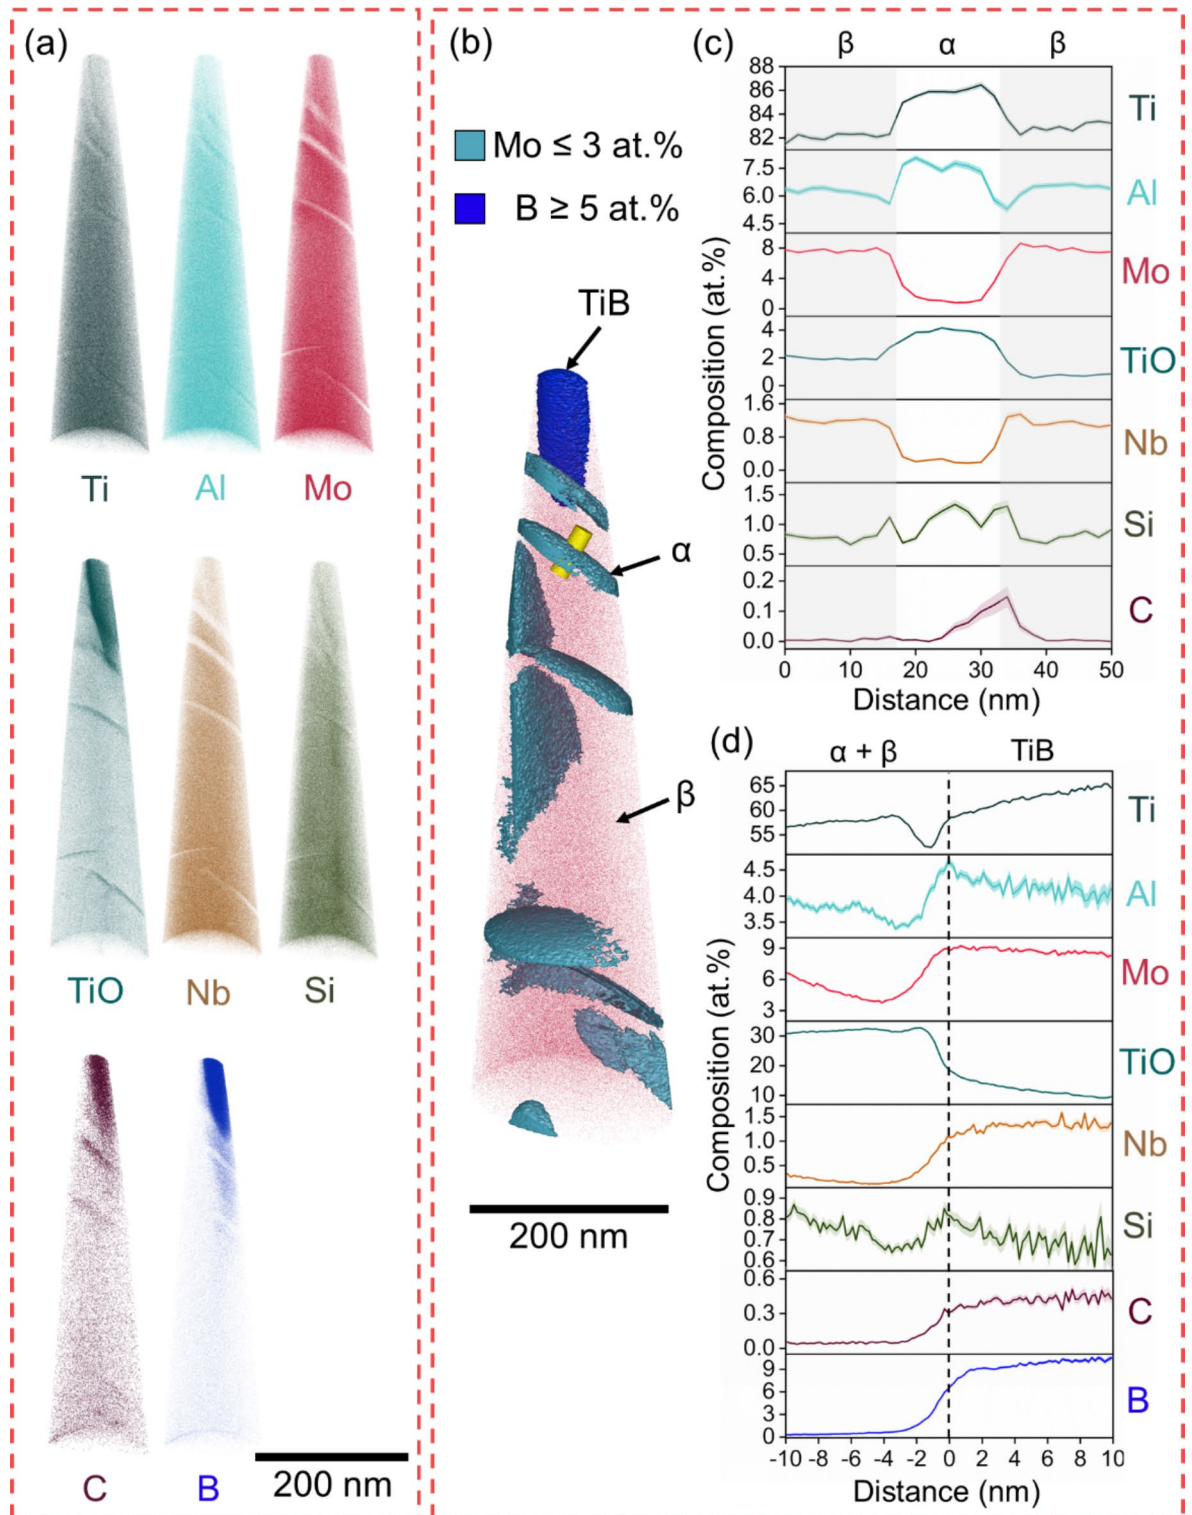 (a)
Ti Al Mo
TiO Nb Si
C B
200 nm
(b)
Mo ≤ 3 at.%
B ≥ 5 at.%
TiB
α
β
200 nm
(c)
β α β
88
86
84
82
Ti
7.5
6.0
4.5
Al
8
4
0
Mo
4
2
0
TiO
1.6
0.8
0.0
Nb
1.5
1.0
0.5
Si
0.2
0.1
0.0
C
Composition (at.%)
0 10 20 30 40 50
Distance (nm)
(d)
α + β TiB
65
60
55
Ti
4.5
4.0
3.5
Al
9
6
3
Mo
30
20
10
TiO
1.5
1.0
0.5
Nb
0.9
0.8
0.7
0.6
Si
0.6
0.3
0.0
C
9
6
3
0
B
Composition (at.%)
-10 -8 -6 -4 -2 0 2 4 6 8 10
Distance (nm)